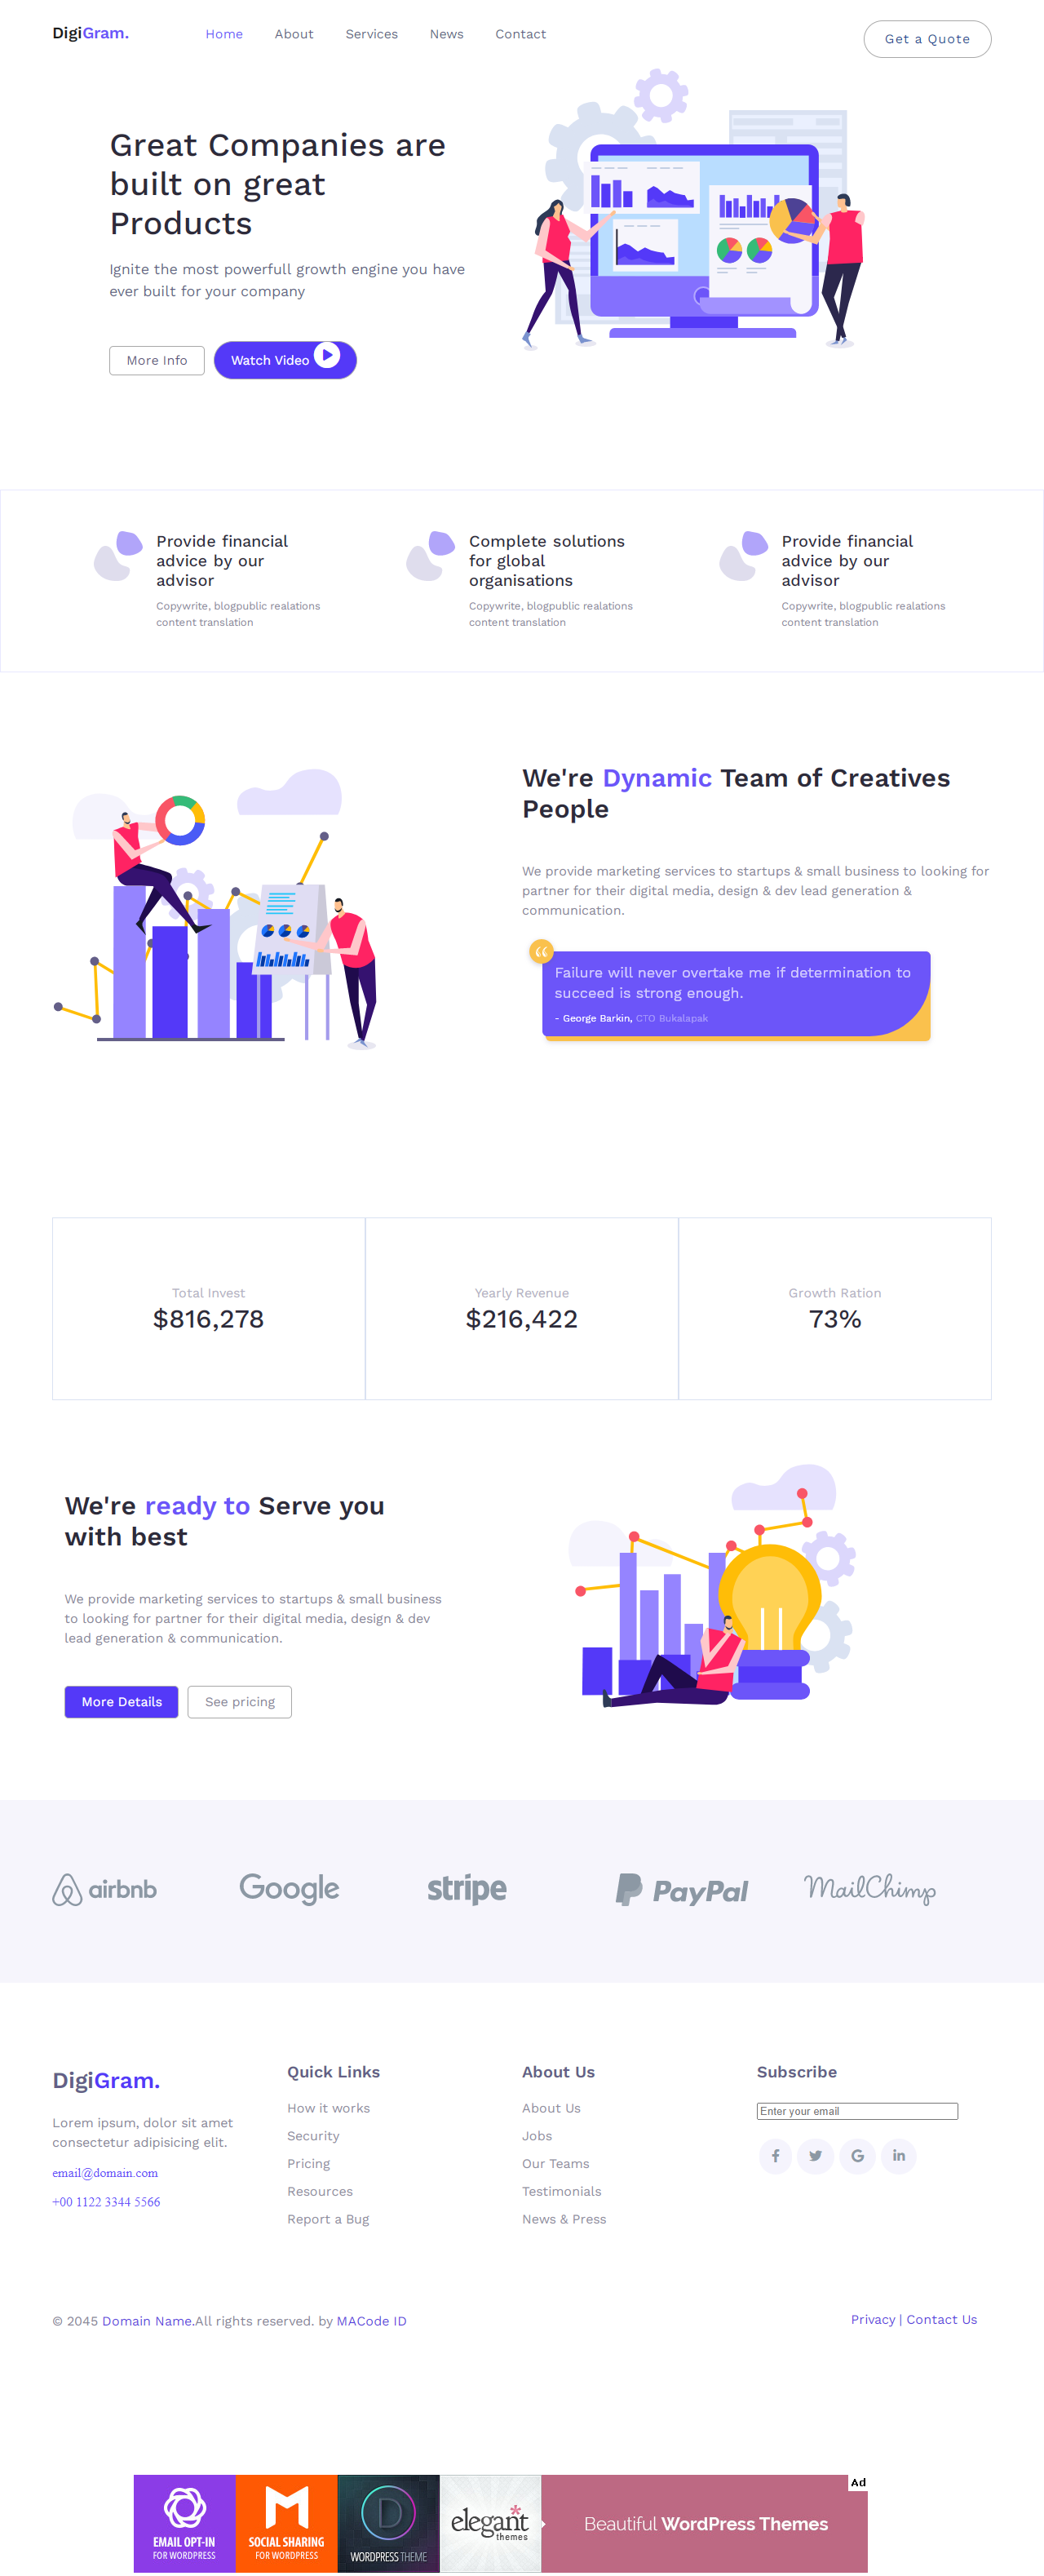 DigiGram.
Home
About
Services
News
Contact
Get a Quote
Great Companies are
built on great
Products
Ignite the most powerfull growth engine you have
ever built for your company
More Info
Watch Video
Provide financial
advice by our
advisor
Copywrite, blogpublic realations
content translation
Complete solutions
for global
organisations
Copywrite, blogpublic realations
content translation
Provide financial
advice by our
advisor
Copywrite, blogpublic realations
content translation
We're Dynamic Team of Creatives
People
We provide marketing services to startups & small business to looking for
partner for their digital media, design & dev lead generation &
communication.
Failure will never overtake me if determination to
succeed is strong enough.
- George Barkin, CTO Bukalapak
Total Invest
$816,278
Yearly Revenue
$216,422
Growth Ration
73%
We're ready to Serve you
with best
We provide marketing services to startups & small business
to looking for partner for their digital media, design & dev
lead generation & communication.
More Details
See pricing
airbnb
Google
stripe
PayPal
MailChimp
DigiGram.
Lorem ipsum, dolor sit amet
consectetur adipisicing elit.
email@domain.com
+00 1122 3344 5566
Quick Links
How it works
Security
Pricing
Resources
Report a Bug
About Us
About Us
Jobs
Our Teams
Testimonials
News & Press
Subscribe
Enter your email
© 2045 Domain Name.All rights reserved. by MACode ID
Privacy | Contact Us
EMAIL OPT-IN
FOR WORDPRESS
SOCIAL SHARING
FOR WORDPRESS
D
WORDPRESS THEME
elegant
themes
Beautiful WordPress Themes
Ad